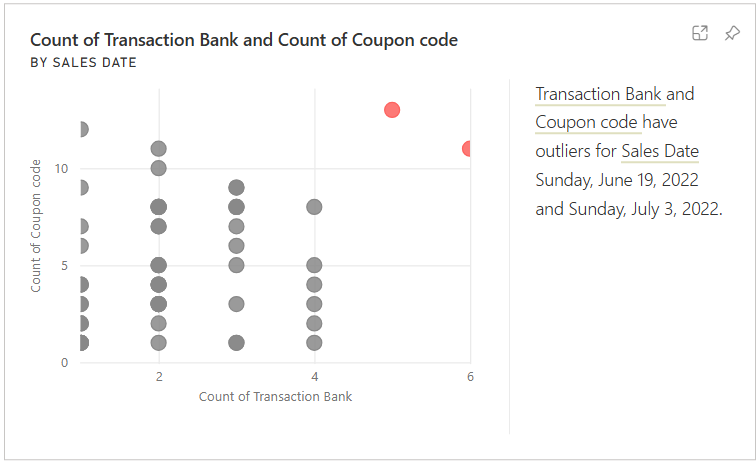 Count of Transaction Bank and Count of Coupon code
BY SALES DATE
Transaction Bank and
Coupon code have
outliers for Sales Date
Sunday, June 19, 2022
and Sunday, July 3, 2022.
Count of Coupon code
10
5
0
2
4
6
Count of Transaction Bank